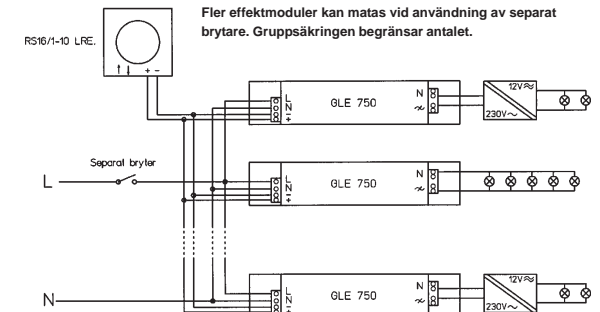 Fler effektmoduler kan matas vid användning av separat
brytare. Gruppsäkringen begränsar antalet.
RS16/1-10 LRE.
↑ ↓ + −
L
N
−
+
GLE 750
N
12V
230V~
Separat bryter
L
L
N
−
+
GLE 750
N
N
L
N
−
+
GLE 750
N
12V
230V~